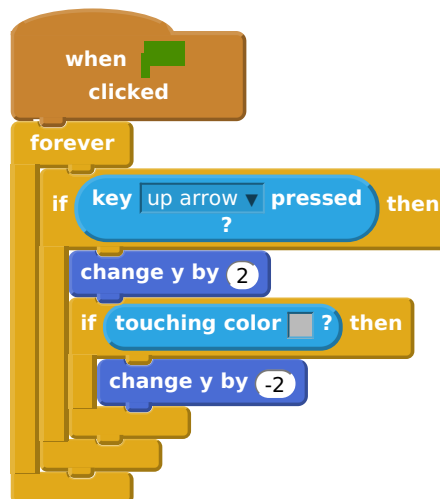 when
clicked
forever
if key up arrow ▼ pressed then
?
change y by 2
if touching color ? then
change y by -2